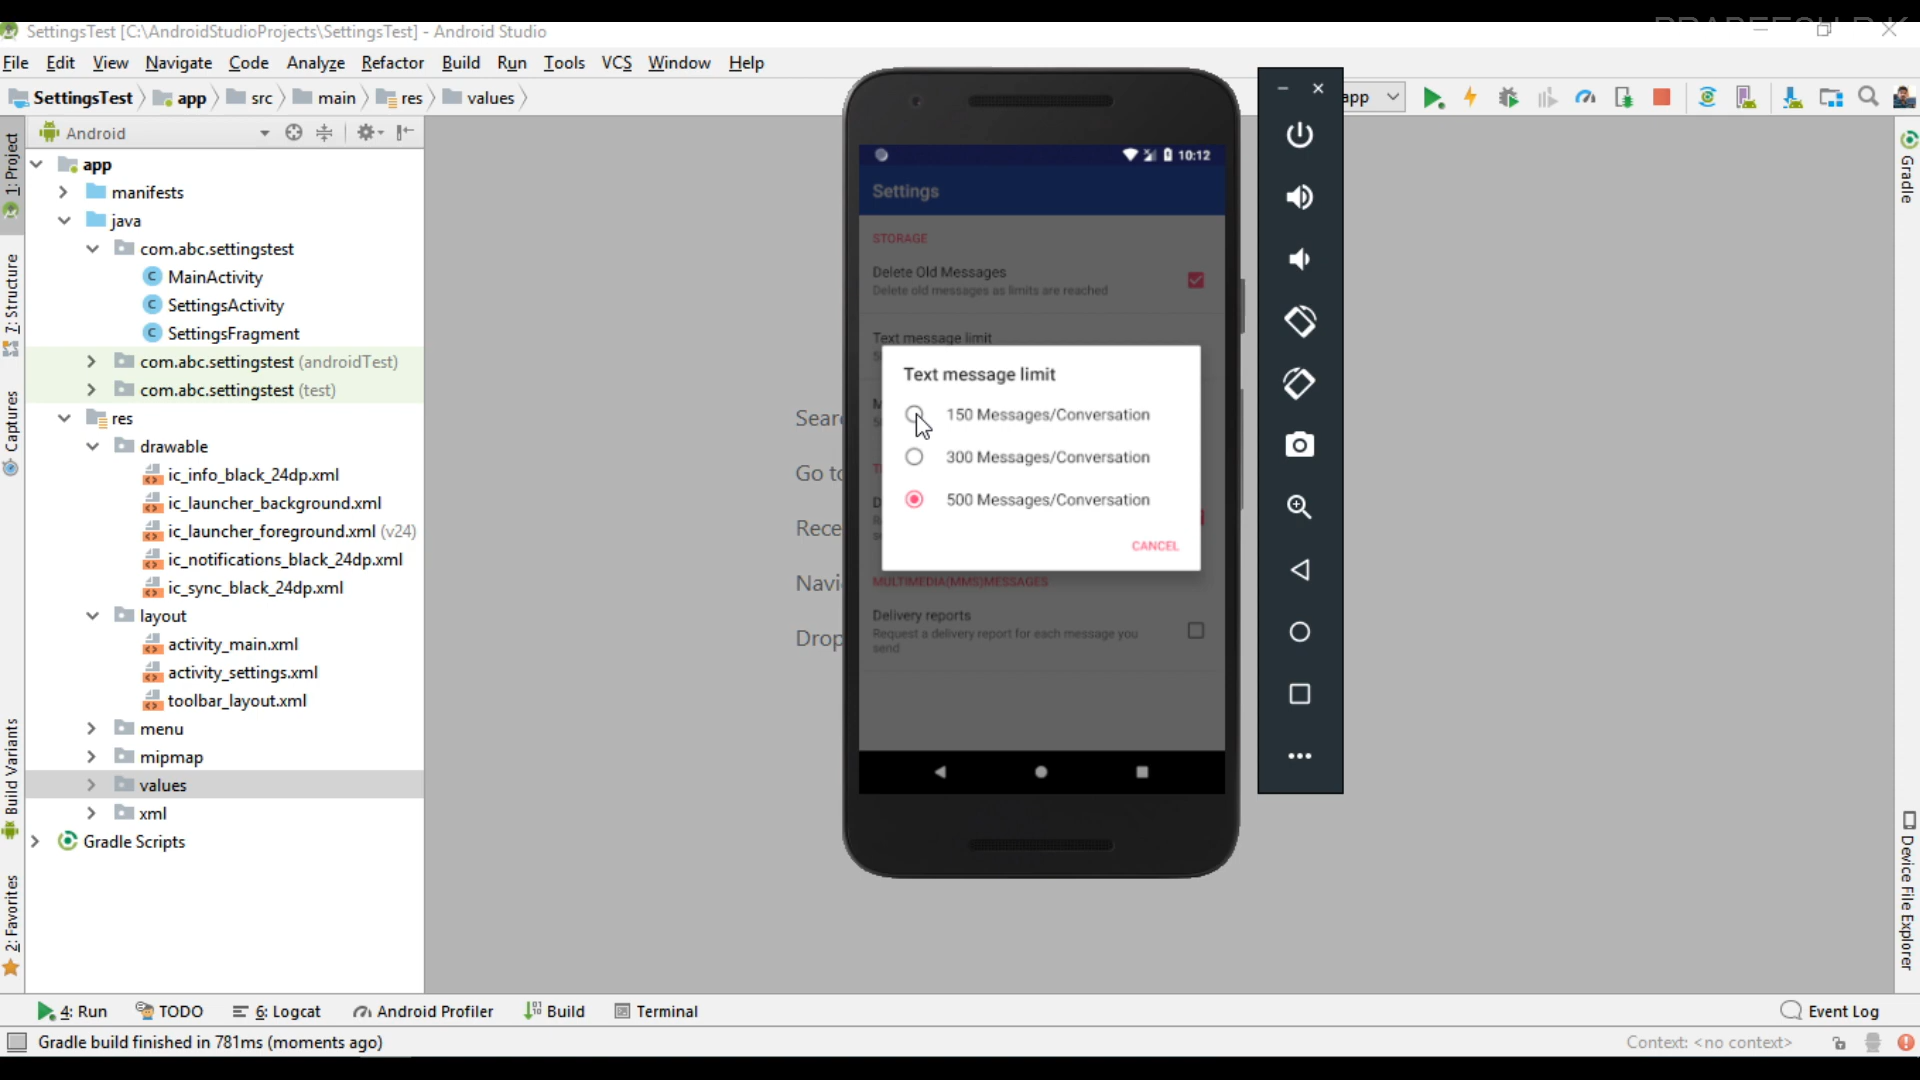 SettingsTest [C:\AndroidStudioProjects\SettingsTest] - Android Studio
File Edit View Navigate Code Analyze Refactor Build Run Tools VCS Window Help
SettingsTest app src main res values
app
Android
1: Project
7: Structure
Captures
Build Variants
2: Favorites
app
manifests
java
com.abc.settingstest
MainActivity
SettingsActivity
SettingsFragment
com.abc.settingstest (androidTest)
com.abc.settingstest (test)
res
drawable
ic_info_black_24dp.xml
ic_launcher_background.xml
ic_launcher_foreground.xml (v24)
ic_notifications_black_24dp.xml
ic_sync_black_24dp.xml
layout
activity_main.xml
activity_settings.xml
toolbar_layout.xml
menu
mipmap
values
xml
Gradle Scripts
Sear
Go to
Rece
Navi
Drop
10:12
Settings
STORAGE
Delete Old Messages
Delete old messages as limits are reached
Text message limit
Text message limit
150 Messages/Conversation
300 Messages/Conversation
500 Messages/Conversation
CANCEL
MULTIMEDIA(MMS)MESSAGES
Delivery reports
Request a delivery report for each message you
send
Gradle
Device File Explorer
4: Run TODO 6: Logcat Android Profiler Build Terminal Event Log
Gradle build finished in 781ms (moments ago) Context: <no context>